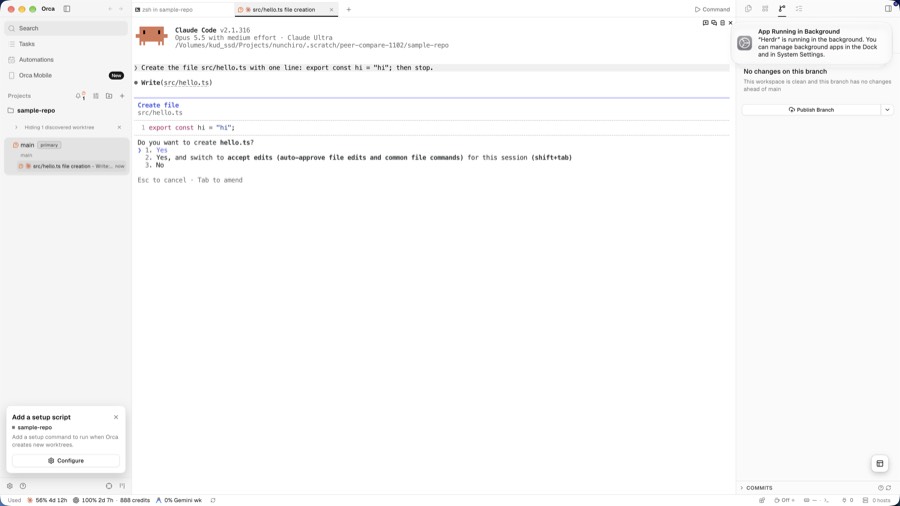 Orca
zsh in sample-repo
src/hello.ts file creation
Command
Search
Tasks
Automations
Orca Mobile
New
Projects
sample-repo
Hiding 1 discovered worktree
main primary
main
src/hello.ts file creation - Write:... now
Claude Code v2.1.316
Opus 5.5 with medium effort · Claude Ultra
/Volumes/kud_ssd/Projects/nunchiro/.scratch/peer-compare-1102/sample-repo
Create the file src/hello.ts with one line: export const hi = "hi"; then stop.
Write(src/hello.ts)
Create file
src/hello.ts
1 export const hi = "hi";
Do you want to create hello.ts?
❯ 1. Yes
2. Yes, and switch to accept edits (auto-approve file edits and common file commands) for this session (shift+tab)
3. No
Esc to cancel · Tab to amend
App Running in Background
"Herdr" is running in the background. You
can manage background apps in the Dock
and in System Settings.
No changes on this branch
This workspace is clean and this branch has no changes
ahead of main
Publish Branch
Add a setup script
sample-repo
Add a setup command to run when Orca
creates new worktrees.
Configure
COMMITS
Used 56% 4d 12h 100% 2d 7h · 888 credits 0% Gemini wk
Off
0
0 hosts